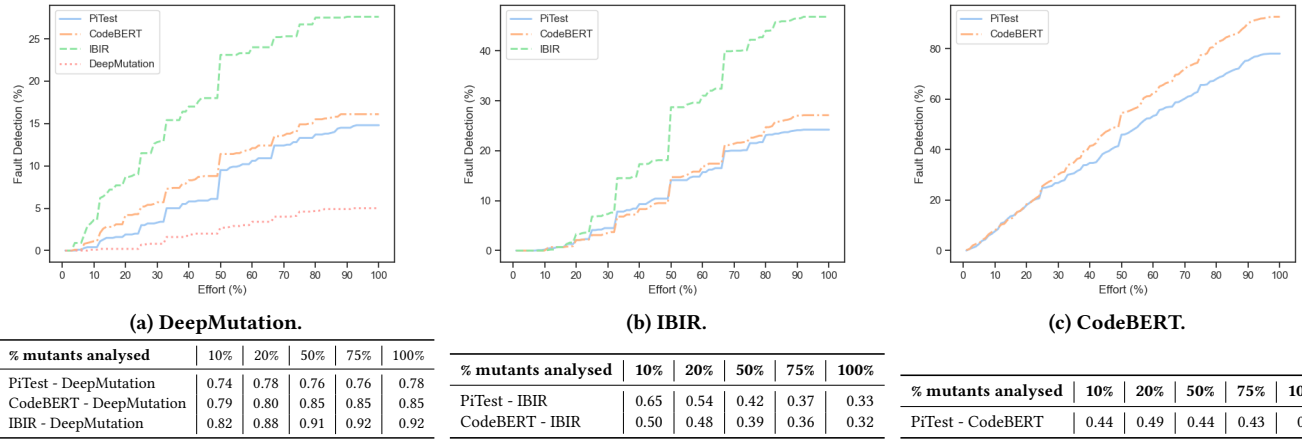 PiTest
CodeBERT
IBIR
DeepMutation
Fault Detection (%)
25
20
15
10
5
0
0 10 20 30 40 50 60 70 80 90 100
Effort (%)
(a) DeepMutation.
% mutants analysed 10% 20% 50% 75% 100%
PiTest - DeepMutation 0.74 0.78 0.76 0.76 0.78
CodeBERT - DeepMutation 0.79 0.80 0.85 0.85 0.85
IBIR - DeepMutation 0.82 0.88 0.91 0.92 0.92
PiTest
CodeBERT
IBIR
Fault Detection (%)
40
30
20
10
0
0 10 20 30 40 50 60 70 80 90 100
Effort (%)
(b) IBIR.
% mutants analysed 10% 20% 50% 75% 100%
PiTest - IBIR 0.65 0.54 0.42 0.37 0.33
CodeBERT - IBIR 0.50 0.48 0.39 0.36 0.32
PiTest
CodeBERT
Fault Detection (%)
80
60
40
20
0
0 10 20 30 40 50 60 70 80 90 100
Effort (%)
(c) CodeBERT.
% mutants analysed 10% 20% 50% 75%
PiTest - CodeBERT 0.44 0.49 0.44 0.43